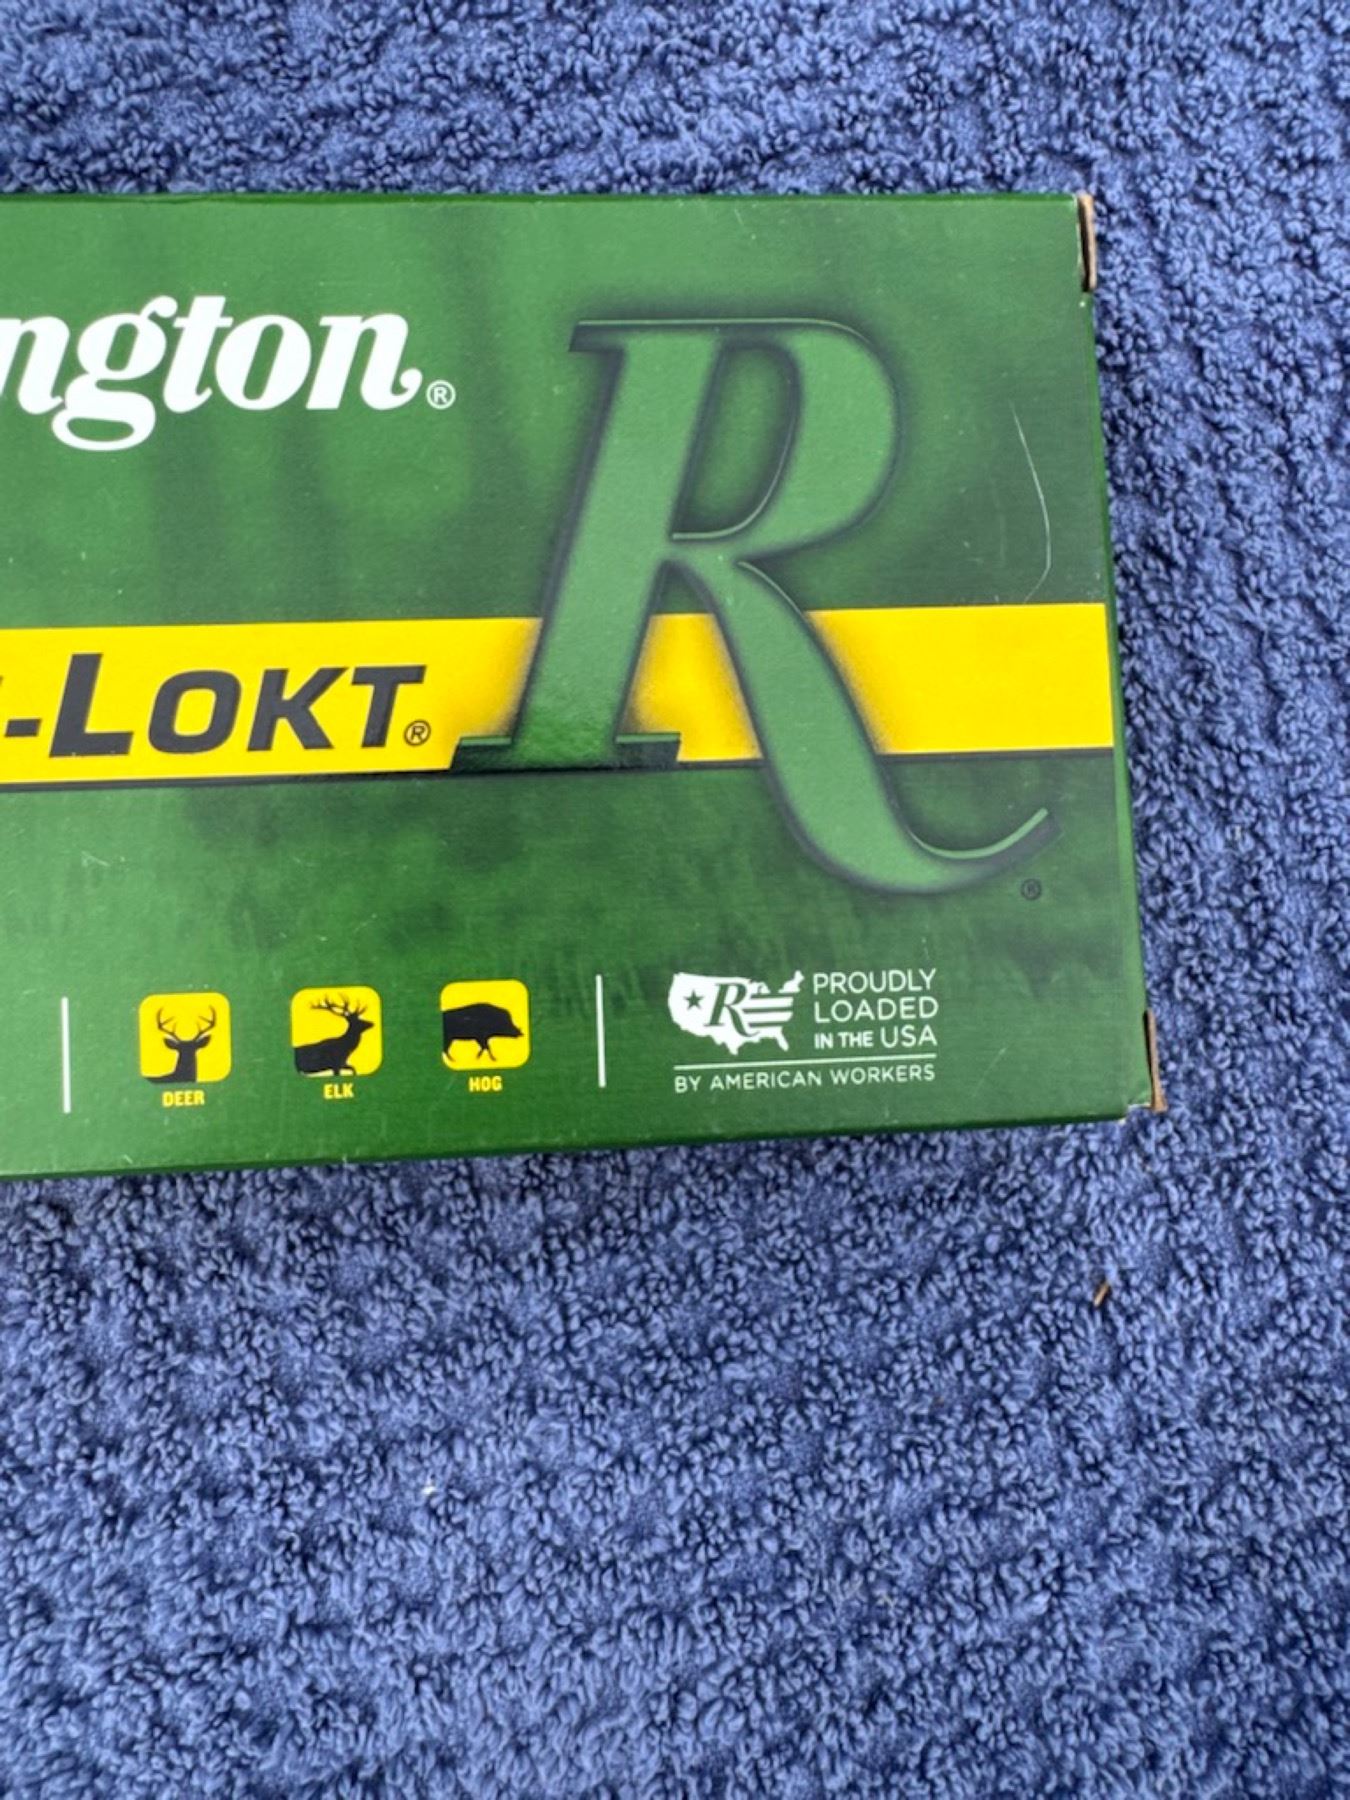 ngton®
-LOKT®
R®
DEER
ELK
HOG
R
PROUDLY
LOADED
IN THE USA
BY AMERICAN WORKERS